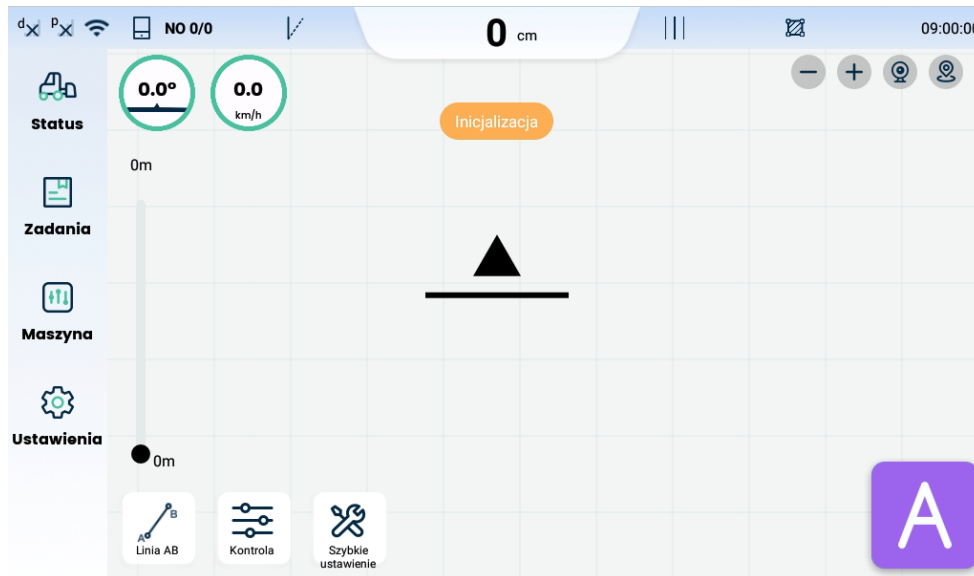 d P NO 0/0 0 cm 09:00:00
0.0° 0.0
km/h
Inicjalizacja
Status
0m
Zadania
Maszyna
Ustawienia
0m
A B
Linia AB
Kontrola
Szybkie
ustawienie
A